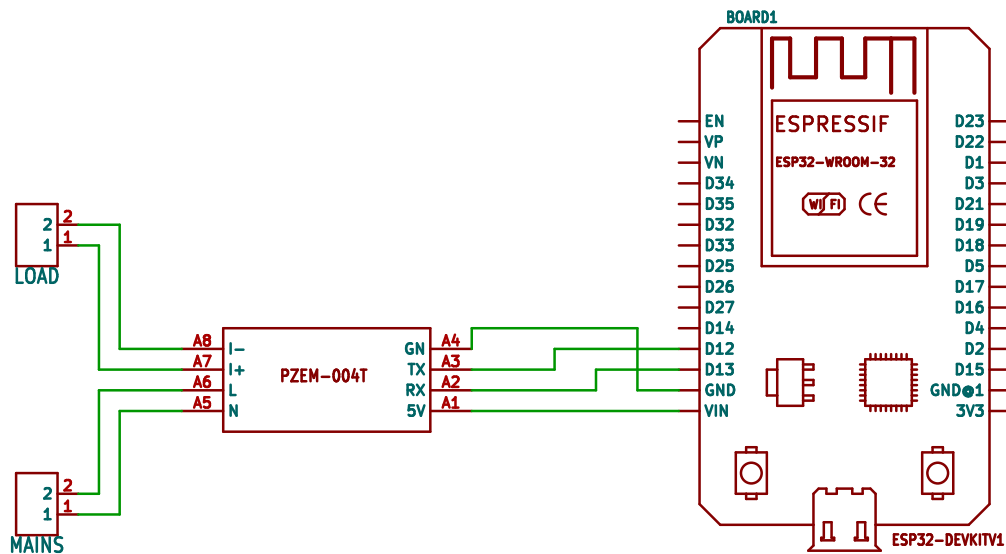 BOARD1
ESPRESSIF
ESP32-WROOM-32
WI FI
CE
EN
VP
VN
D34
D35
D32
D33
D25
D26
D27
D14
D12
D13
GND
VIN
D23
D22
D1
D3
D21
D19
D18
D5
D17
D16
D4
D2
D15
GND@1
3V3
ESP32-DEVKITV1
2 2
1 1
LOAD
A8 I-
A7 I+
A6 L
A5 N
PZEM-004T
GN A4
TX A3
RX A2
5V A1
2 2
1 1
MAINS